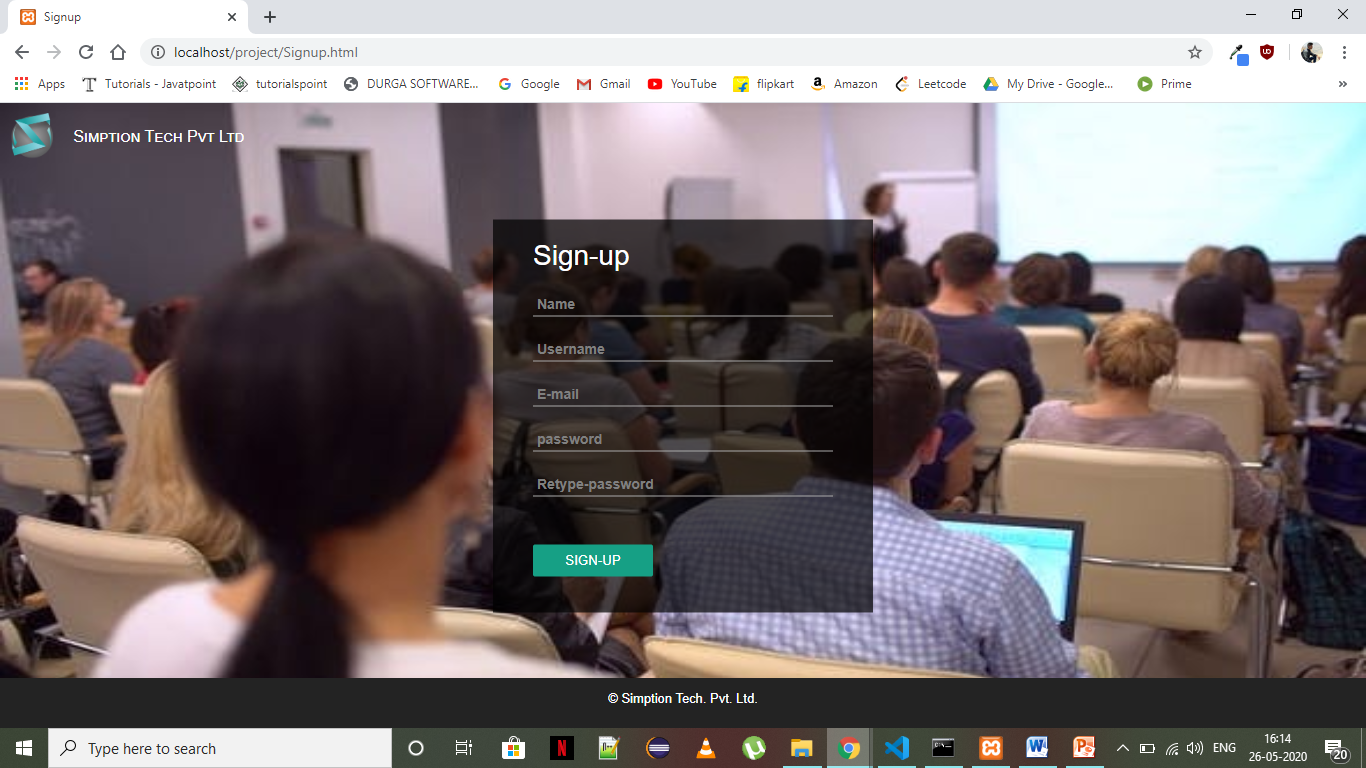 Signup
localhost/project/Signup.html
Apps
Tutorials - Javatpoint
tutorialspoint
DURGA SOFTWARE...
Google
Gmail
YouTube
flipkart
Amazon
Leetcode
My Drive - Google...
Prime
»
Simption Tech Pvt Ltd
Sign-up
Name
Username
E-mail
password
Retype-password
SIGN-UP
© Simption Tech. Pvt. Ltd.
Type here to search
ENG
16:14
26-05-2020
20